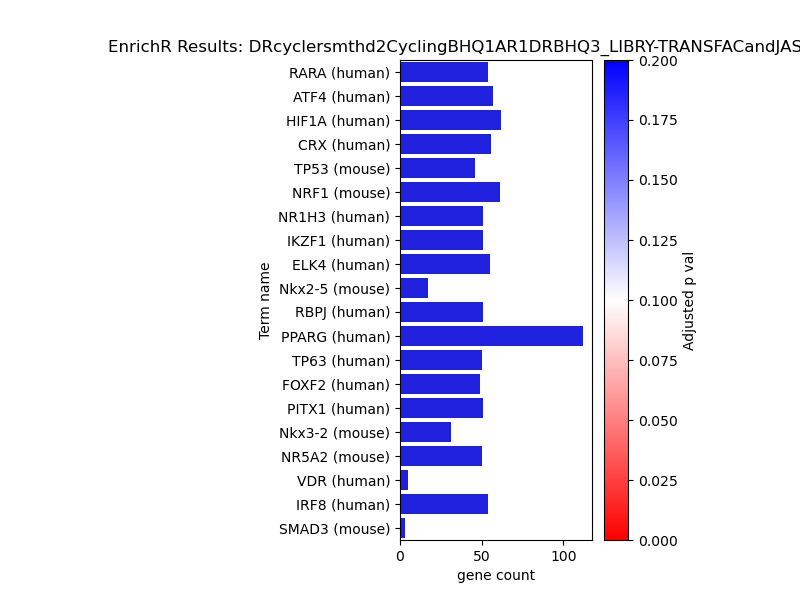 EnrichR Results: DRcyclersmthd2CyclingBHQ1AR1DRBHQ3_LIBRY-TRANSFACandJAS
RARA (human)
ATF4 (human)
HIF1A (human)
CRX (human)
TP53 (mouse)
NRF1 (mouse)
NR1H3 (human)
IKZF1 (human)
ELK4 (human)
Nkx2-5 (mouse)
RBPJ (human)
PPARG (human)
TP63 (human)
FOXF2 (human)
PITX1 (human)
Nkx3-2 (mouse)
NR5A2 (mouse)
VDR (human)
IRF8 (human)
SMAD3 (mouse)
Term name
0 50 100
gene count
0.200
0.175
0.150
0.125
0.100
0.075
0.050
0.025
0.000
Adjusted p val